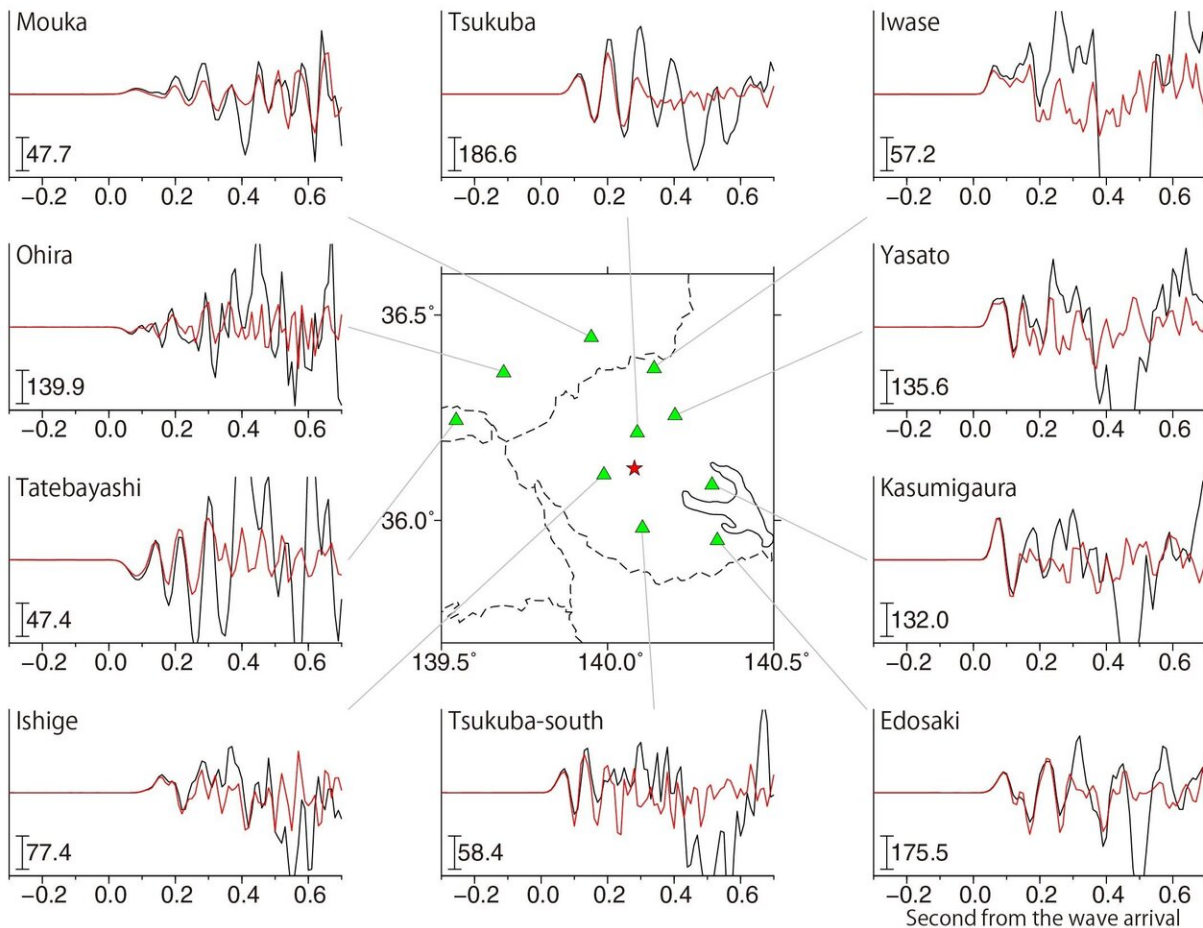 Mouka
47.7
−0.2 0.0 0.2 0.4 0.6
Tsukuba
186.6
−0.2 0.0 0.2 0.4 0.6
Iwase
57.2
−0.2 0.0 0.2 0.4 0.6
Ohira
139.9
−0.2 0.0 0.2 0.4 0.6
36.5°
36.0°
139.5° 140.0° 140.5°
Yasato
135.6
−0.2 0.0 0.2 0.4 0.6
Tatebayashi
47.4
−0.2 0.0 0.2 0.4 0.6
Kasumigaura
132.0
−0.2 0.0 0.2 0.4 0.6
Ishige
77.4
−0.2 0.0 0.2 0.4 0.6
Tsukuba-south
58.4
−0.2 0.0 0.2 0.4 0.6
Edosaki
175.5
−0.2 0.0 0.2 0.4 0.6
Second from the wave arrival